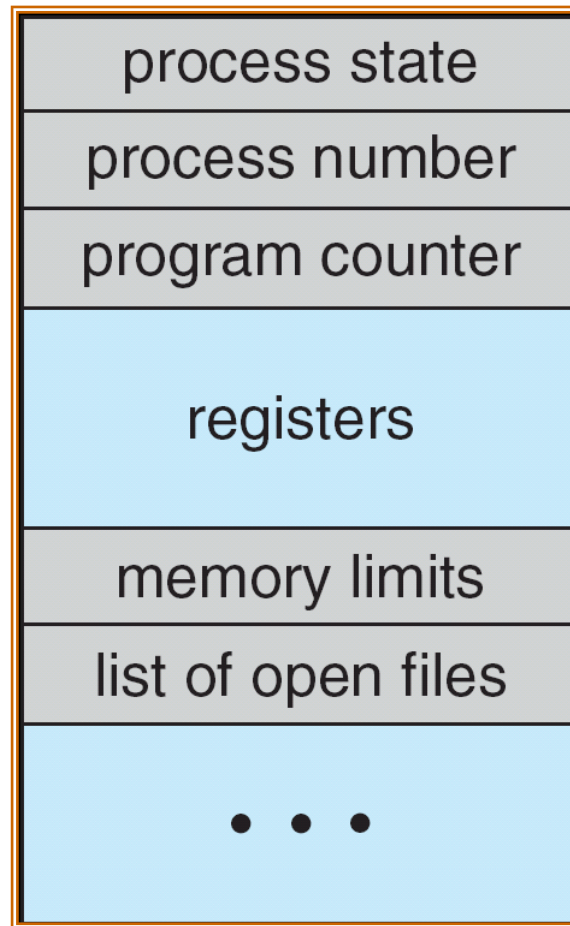 process state
process number
program counter
registers
memory limits
list of open files
• • •